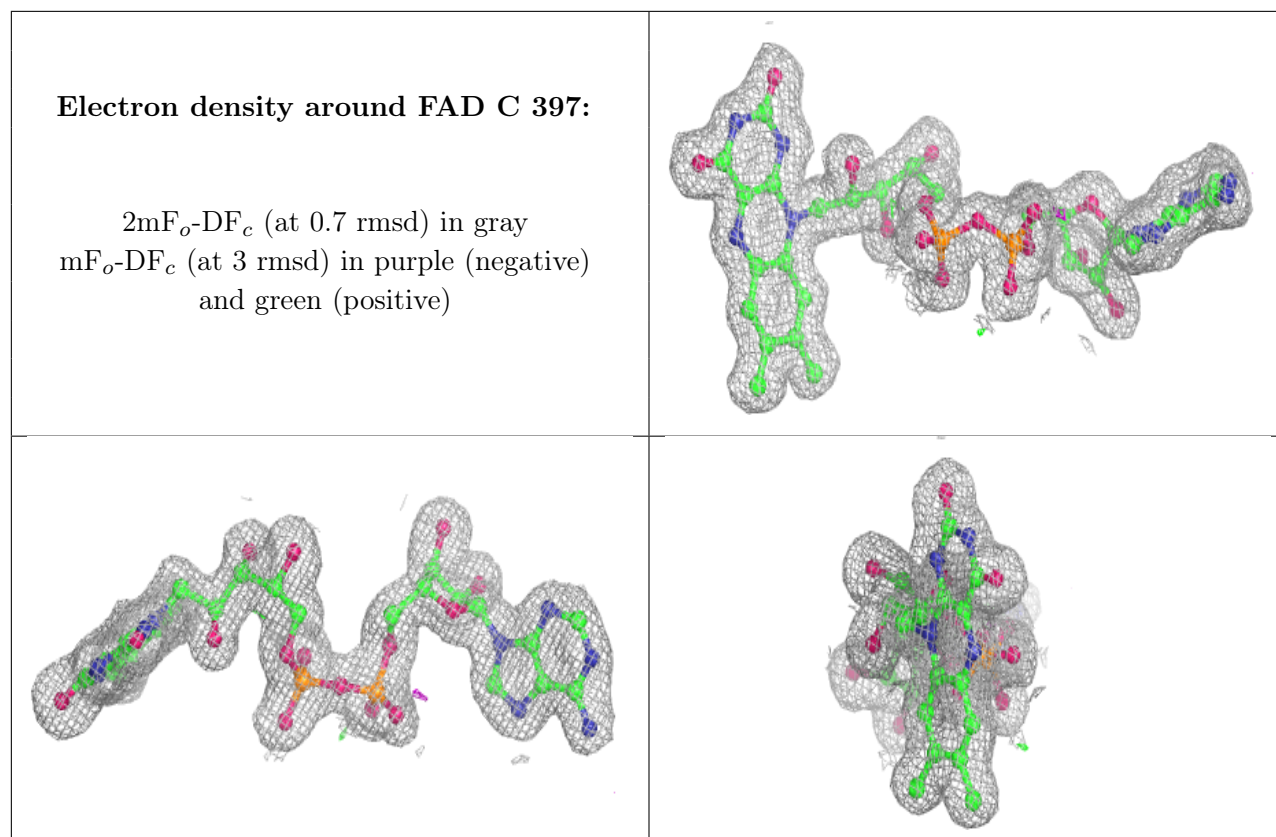 Electron density around FAD C 397:
2mFo-DFc (at 0.7 rmsd) in gray
mFo-DFc (at 3 rmsd) in purple (negative)
and green (positive)